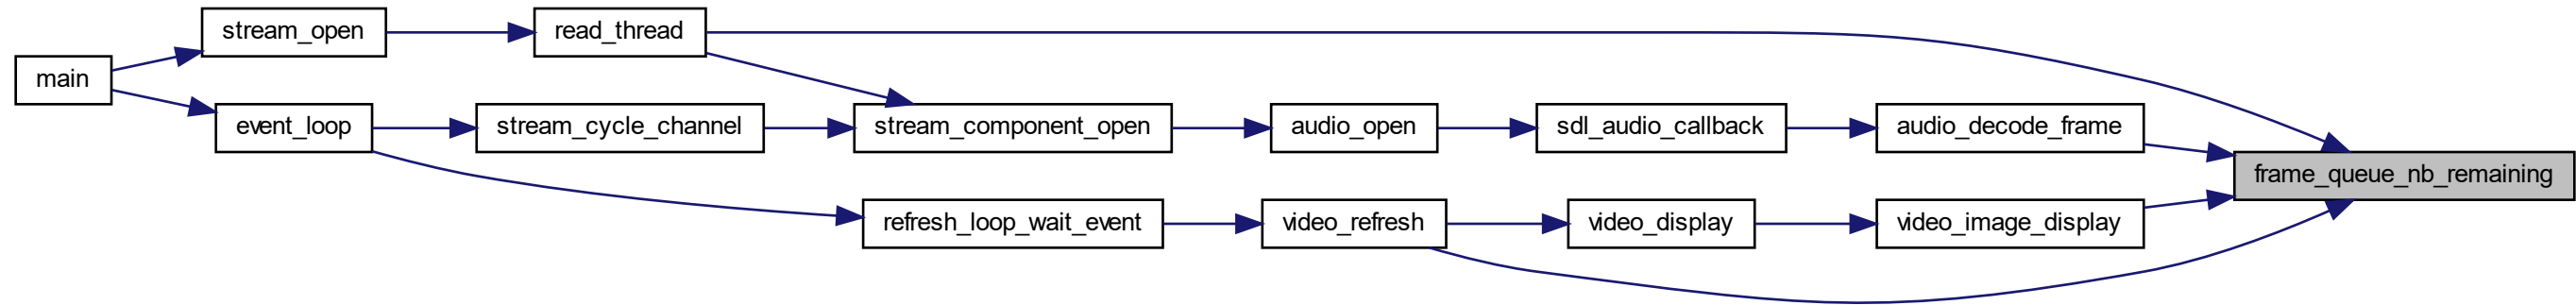 stream_open
read_thread
main
event_loop
stream_cycle_channel
stream_component_open
audio_open
sdl_audio_callback
audio_decode_frame
frame_queue_nb_remaining
refresh_loop_wait_event
video_refresh
video_display
video_image_display